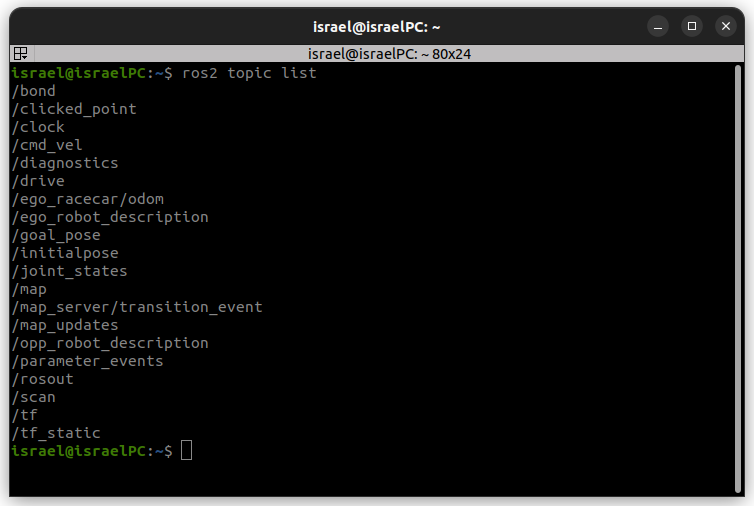 israel@israelPC: ~
israel@israelPC: ~ 80x24
israel@israelPC:~$ ros2 topic list
/bond
/clicked_point
/clock
/cmd_vel
/diagnostics
/drive
/ego_racecar/odom
/ego_robot_description
/goal_pose
/initialpose
/joint_states
/map
/map_server/transition_event
/map_updates
/opp_robot_description
/parameter_events
/rosout
/scan
/tf
/tf_static
israel@israelPC:~$